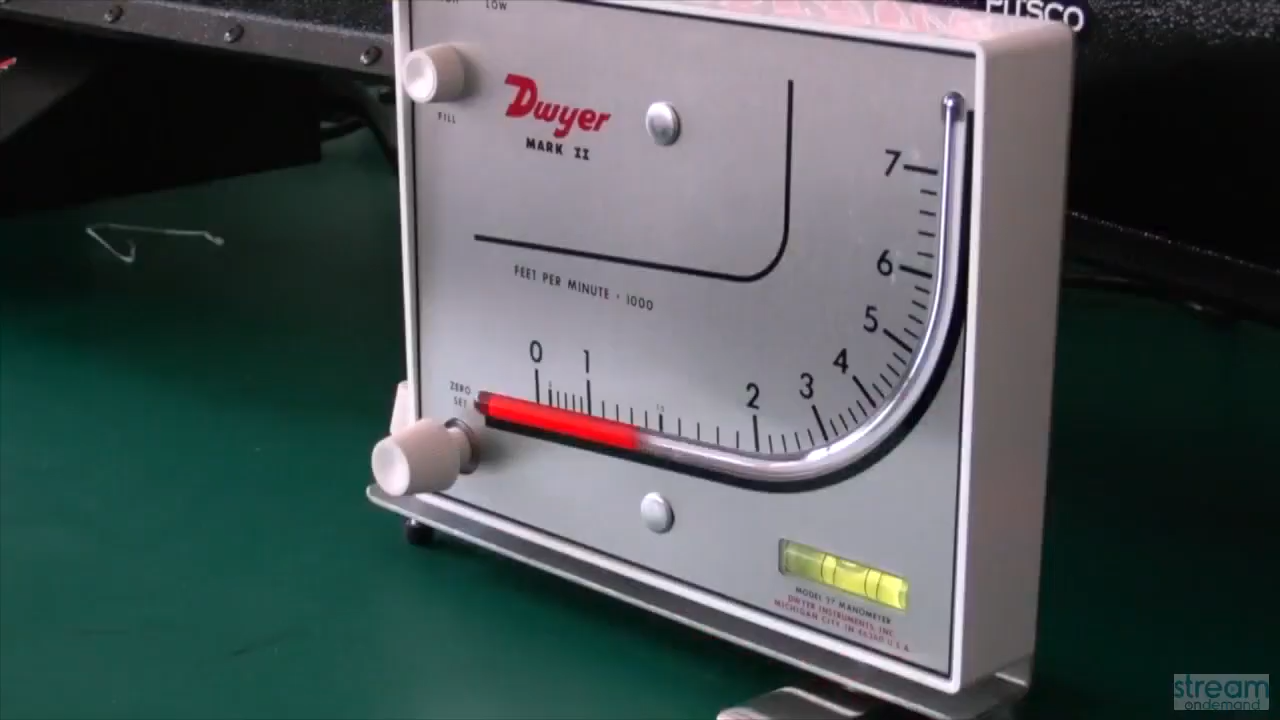 LOW
PITSCO
FILL
Dwyer
MARK II
7
6
FEET PER MINUTE · 1000
5
4
3
2
0
1
ZERO
SET
MODEL 27 MANOMETER
DWYER INSTRUMENTS, INC.
MICHIGAN CITY, IN 46360 U.S.A.
stream
ondemand